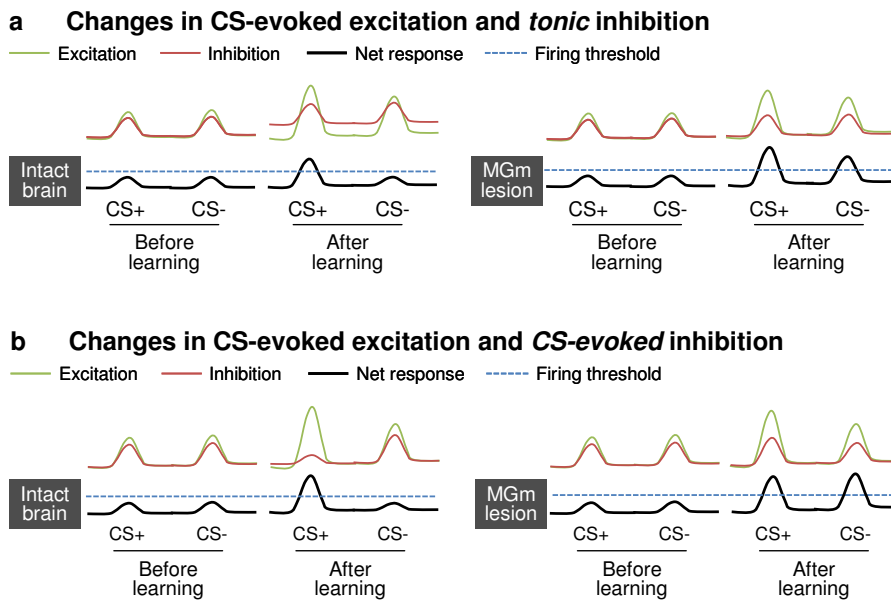 a Changes in CS-evoked excitation and tonic inhibition
Excitation Inhibition Net response Firing threshold
Intact
brain
CS+ CS- CS+ CS-
Before
learning
After
learning
MGm
lesion
CS+ CS- CS+ CS-
Before
learning
After
learning
b Changes in CS-evoked excitation and CS-evoked inhibition
Excitation Inhibition Net response Firing threshold
Intact
brain
CS+ CS- CS+ CS-
Before
learning
After
learning
MGm
lesion
CS+ CS- CS+ CS-
Before
learning
After
learning